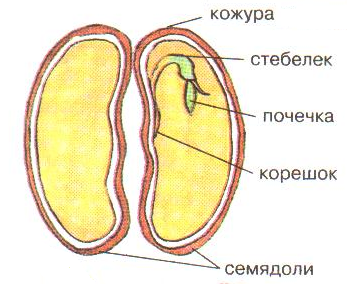 кожура
стебелек
почечка
корешок
семядоли